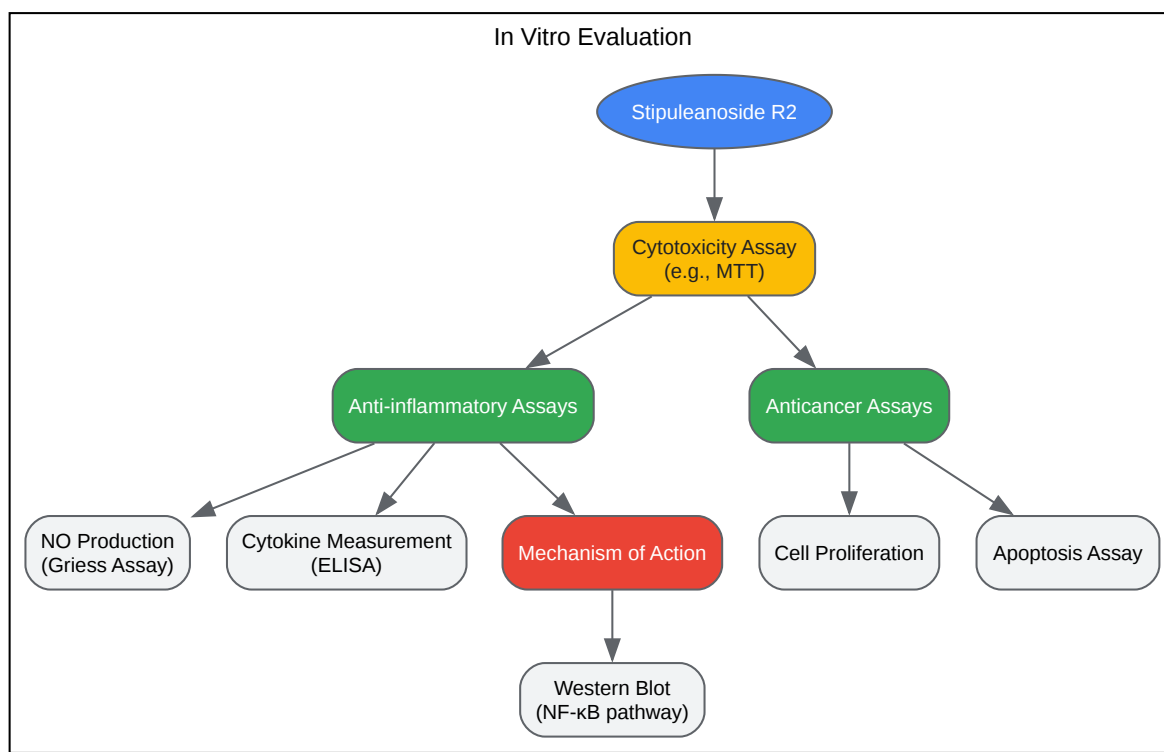 In Vitro Evaluation
Stipuleanoside R2
Cytotoxicity Assay
(e.g., MTT)
Anti-inflammatory Assays
Anticancer Assays
NO Production
(Griess Assay)
Cytokine Measurement
(ELISA)
Mechanism of Action
Cell Proliferation
Apoptosis Assay
Western Blot
(NF-κB pathway)